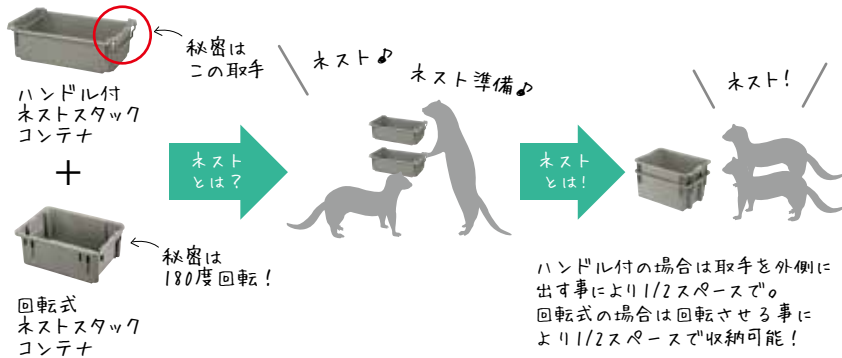 秘密は
この取手
ハンドル付
ネストスタック
コンテナ
+
秘密は
180度回転!
回転式
ネストスタック
コンテナ
ネスト
とは?
ネスト♪
ネスト準備♪
ネスト
とは!
ネスト!
ハンドル付の場合は取手を外側に
出す事により1/2スペースで。
回転式の場合は回転させる事に
より1/2スペースで収納可能!